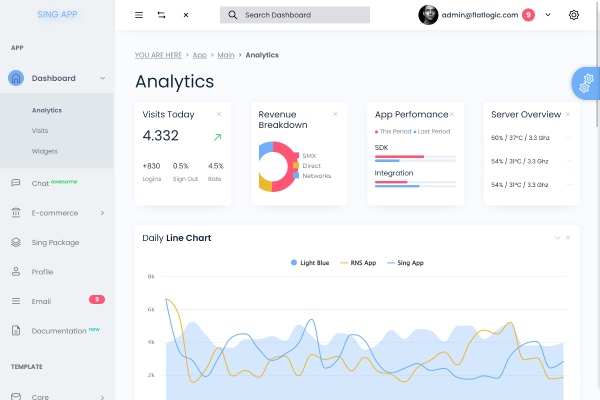 SING APP
Search Dashboard
admin@flatlogic.com 9
APP
Dashboard
Analytics
Visits
Widgets
Chat awesome
E-commerce
Sing Package
Profile
Email 9
Documentation new
TEMPLATE
Core
YOU ARE HERE > App > Main > Analytics
Analytics
Visits Today
4.332
+830 0.5% 4.5%
Logins Sign Out Rate
Revenue
Breakdown
SMX
Direct
Networks
App Perfomance
This Period Last Period
SDK
Integration
Server Overview
60% / 37°C / 3.3 Ghz
54% / 31°C / 3.3 Ghz
54% / 31°C / 3.3 Ghz
Daily Line Chart
Light Blue RNS App Sing App
8k
6k
4k
2k